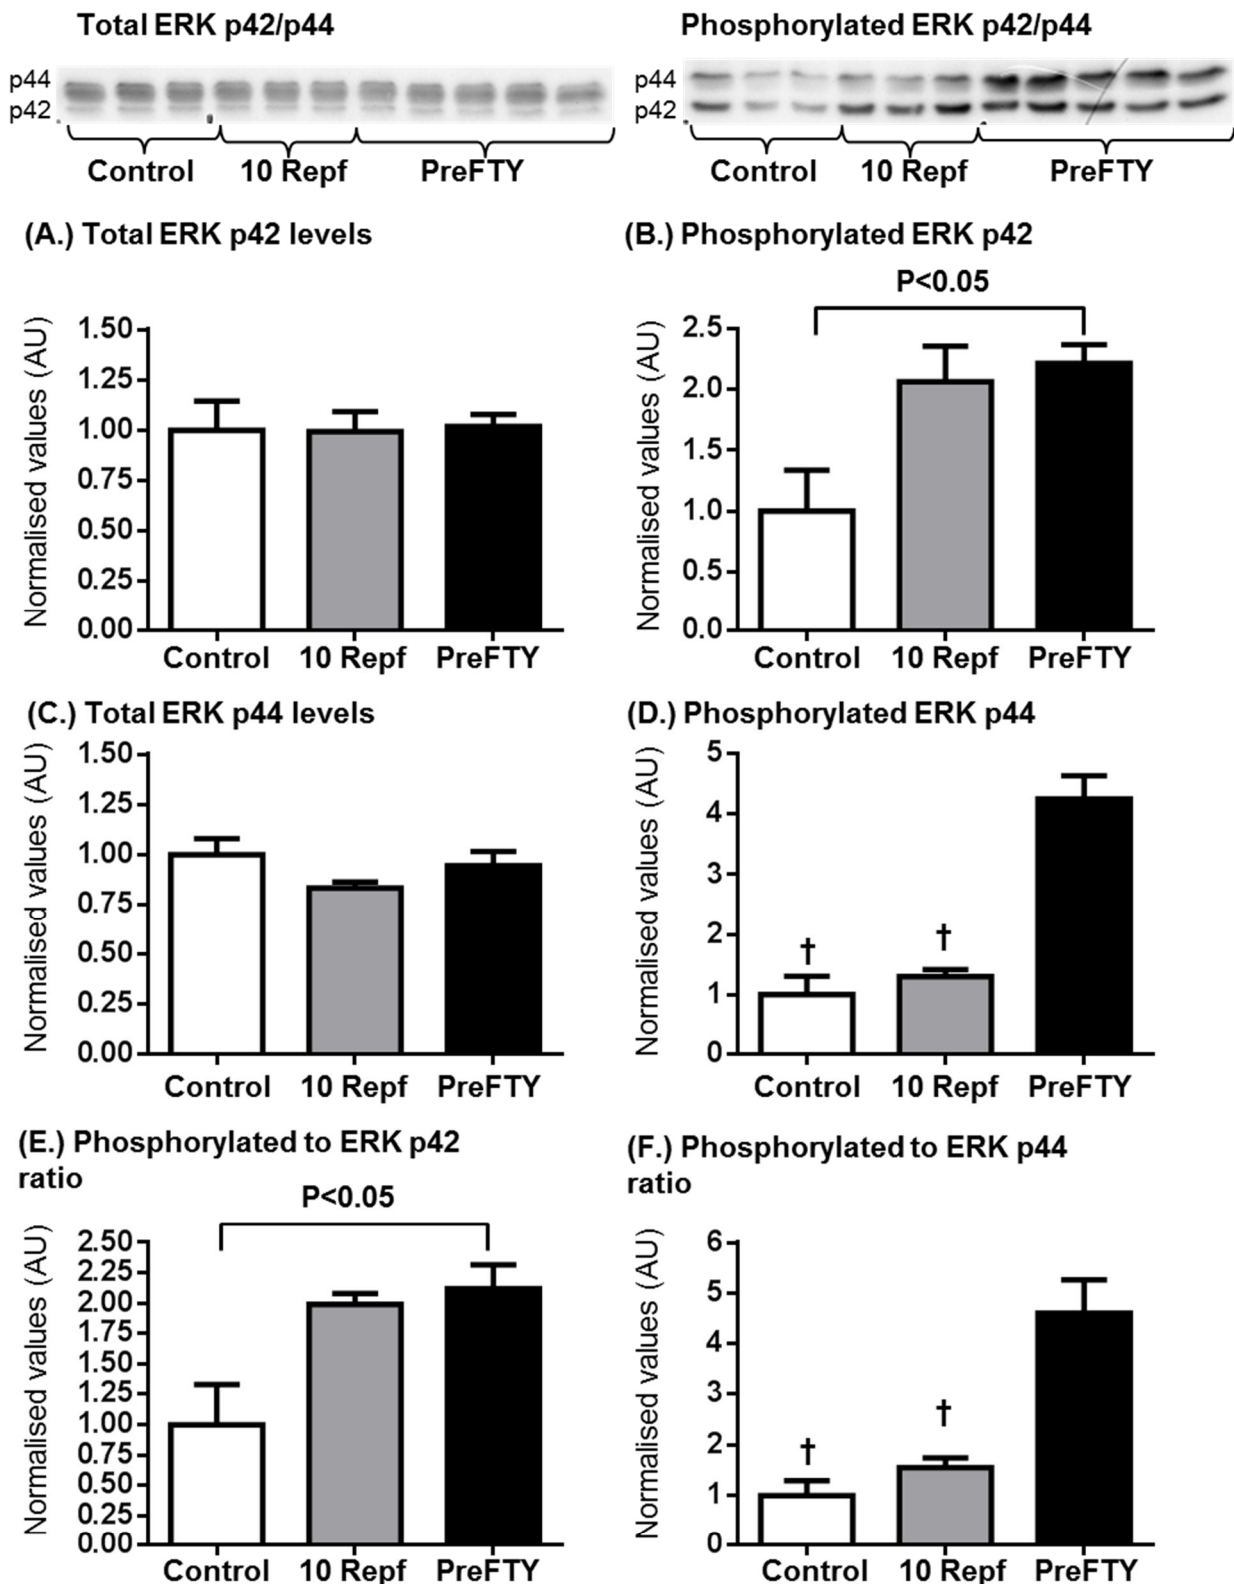 Total ERK p42/p44
Phosphorylated ERK p42/p44
p44
p42
Control 10 Repf PreFTY
p44
p42
Control 10 Repf PreFTY
(A.) Total ERK p42 levels
Normalised values (AU)
1.50
1.25
1.00
0.75
0.50
0.25
0.00
Control 10 Repf PreFTY
(B.) Phosphorylated ERK p42
P<0.05
Normalised values (AU)
2.5
2.0
1.5
1.0
0.5
0.0
Control 10 Repf PreFTY
(C.) Total ERK p44 levels
Normalised values (AU)
1.50
1.25
1.00
0.75
0.50
0.25
0.00
Control 10 Repf PreFTY
(D.) Phosphorylated ERK p44
Normalised values (AU)
5
4
3
2
1
0
† †
Control 10 Repf PreFTY
(E.) Phosphorylated to ERK p42
ratio
P<0.05
Normalised values (AU)
2.50
2.25
2.00
1.75
1.50
1.25
1.00
0.75
0.50
0.25
0.00
Control 10 Repf PreFTY
(F.) Phosphorylated to ERK p44
ratio
Normalised values (AU)
6
5
4
3
2
1
0
† †
Control 10 Repf PreFTY